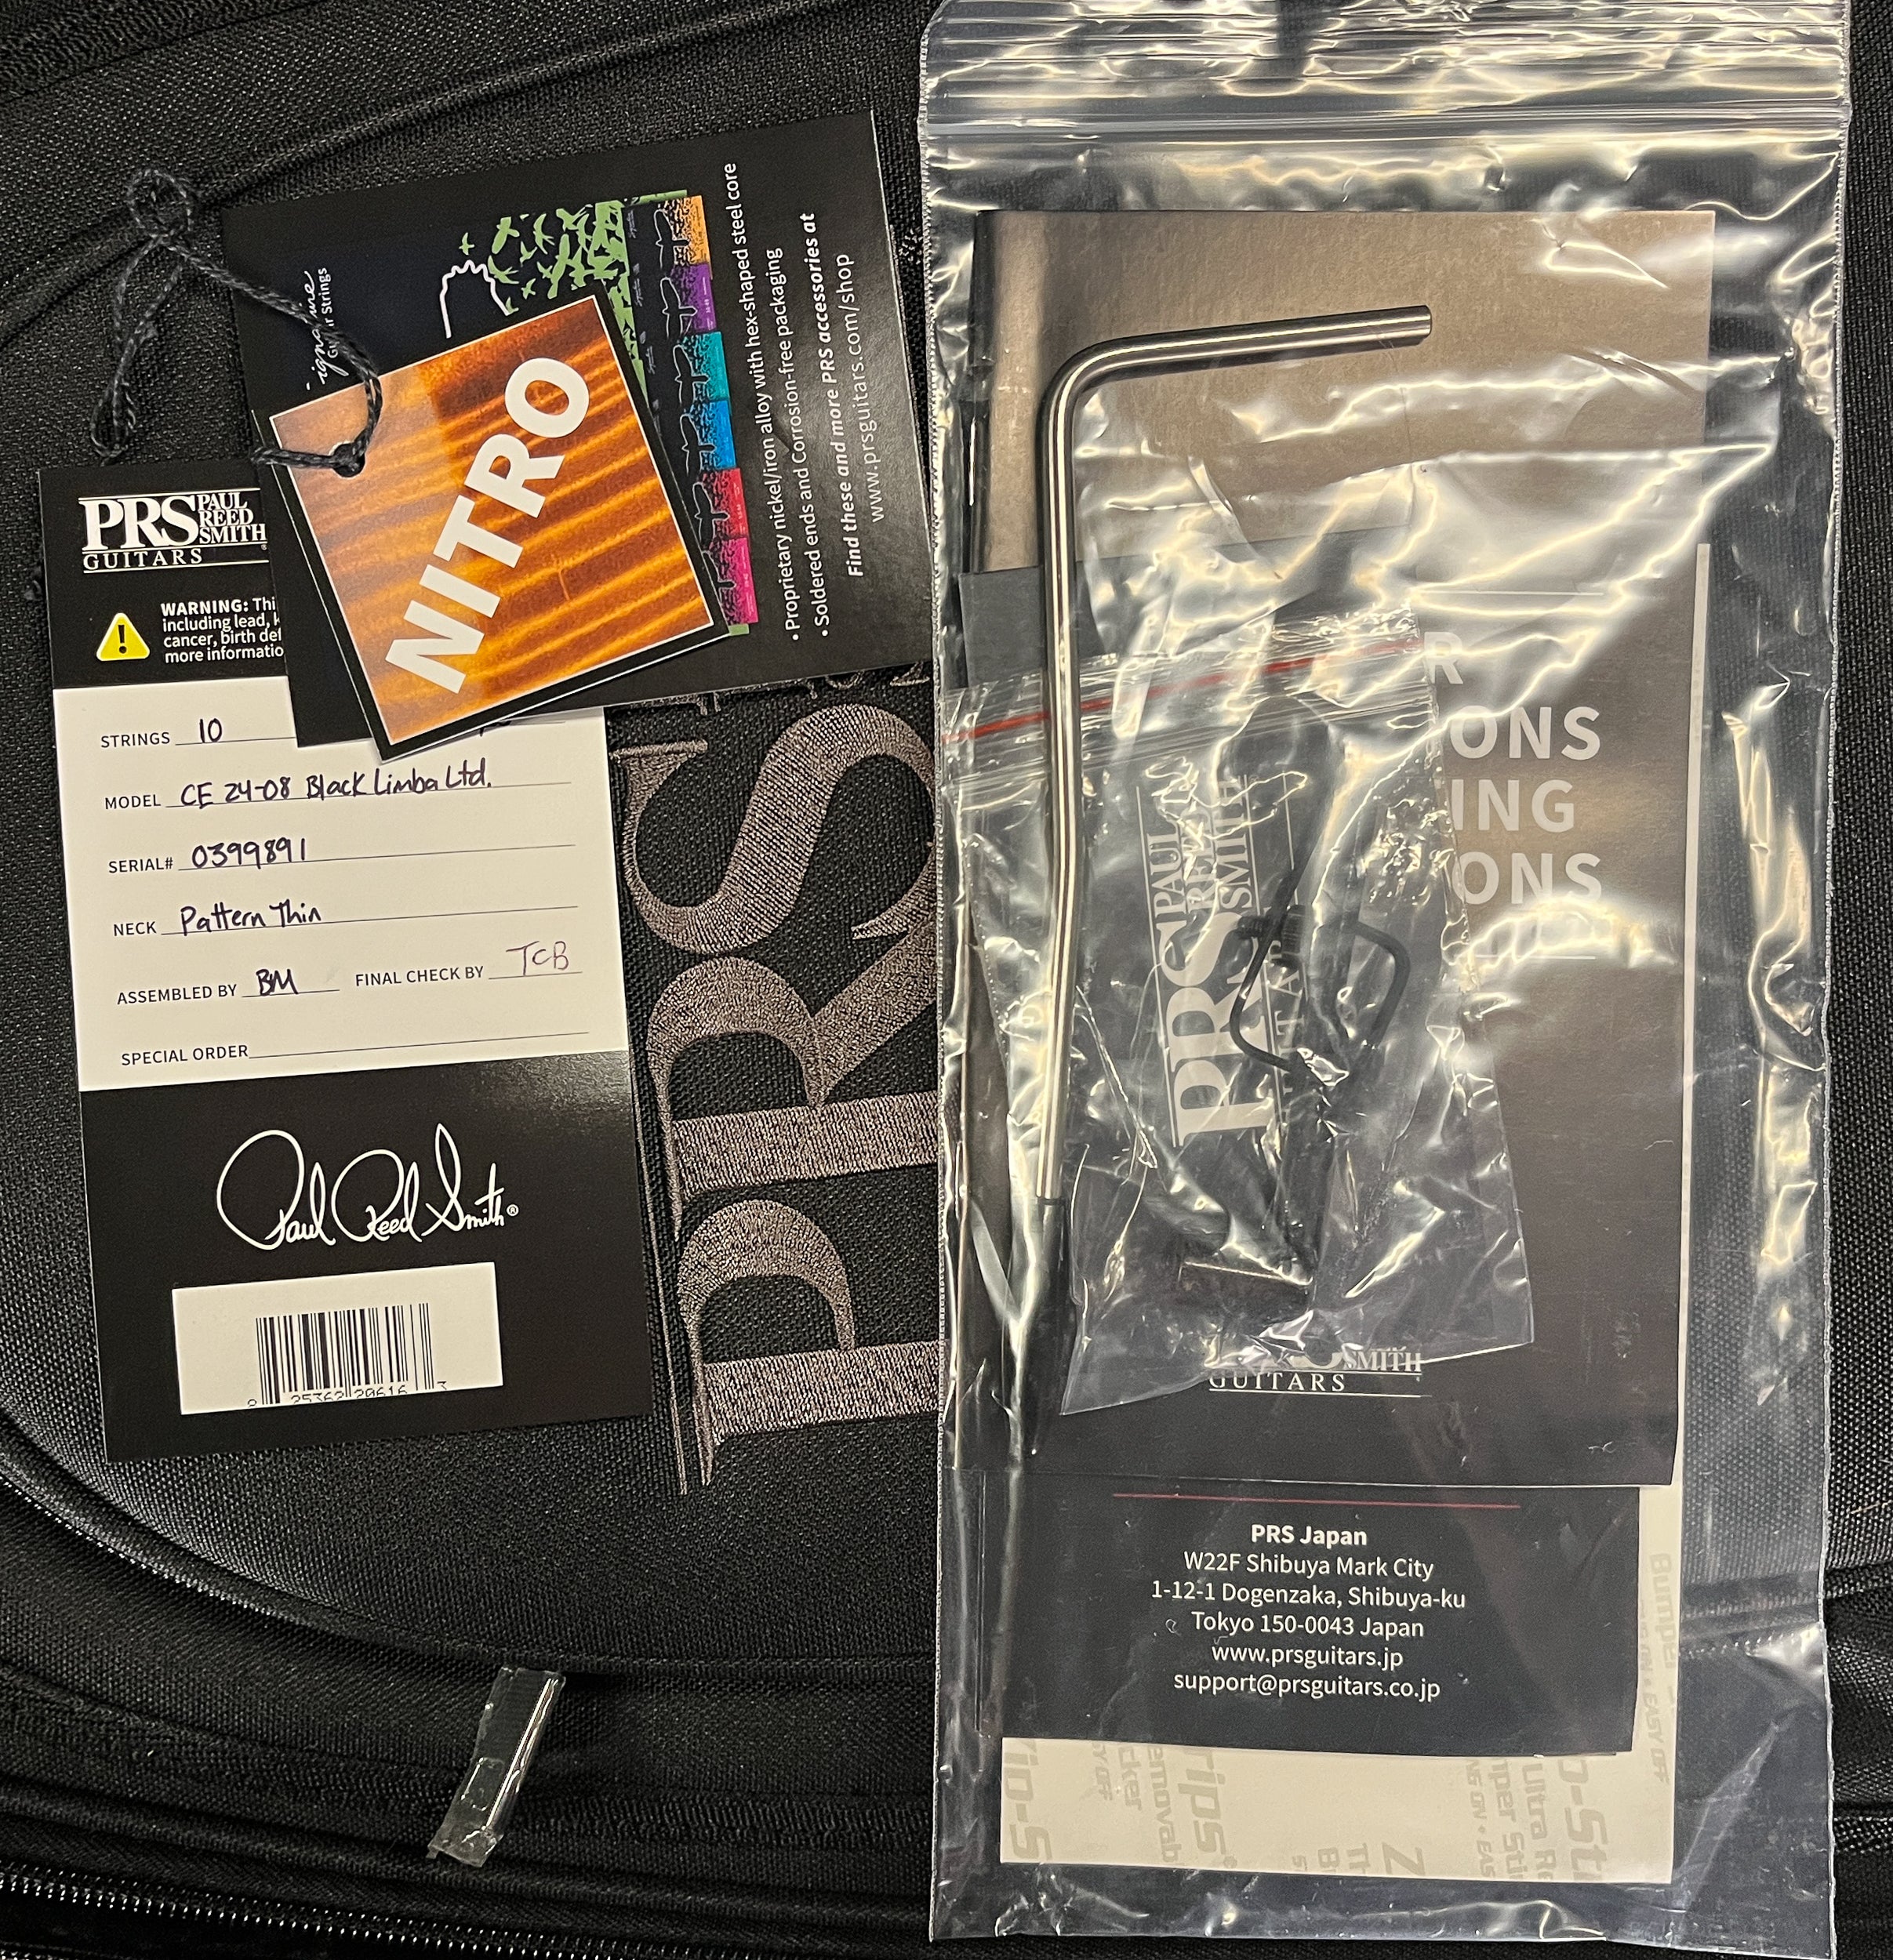 PRS PAUL
REED
SMITH
GUITARS
WARNING: Thi
including lead,
cancer, birth def
more informatio
STRINGS 10
MODEL CE 24-08 Black Limba Ltd.
SERIAL# 0399891
NECK Pattern Thin
ASSEMBLED BY BM FINAL CHECK BY TCB
SPECIAL ORDER
Paul Reed Smith®
NITRO
ignature
Strings
• Proprietary nickel/iron alloy with hex-shaped steel core
• Soldered ends and Corrosion-free packaging
Find these and more PRS accessories at
www.prsguitars.com/shop
PRS
R
ONS
ING
ONS
PRS PAUL
REED
SMITH
SMITH
GUITARS
PRS Japan
W22F Shibuya Mark City
1-12-1 Dogenzaka, Shibuya-ku
Tokyo 150-0043 Japan
www.prsguitars.jp
support@prsguitars.co.jp